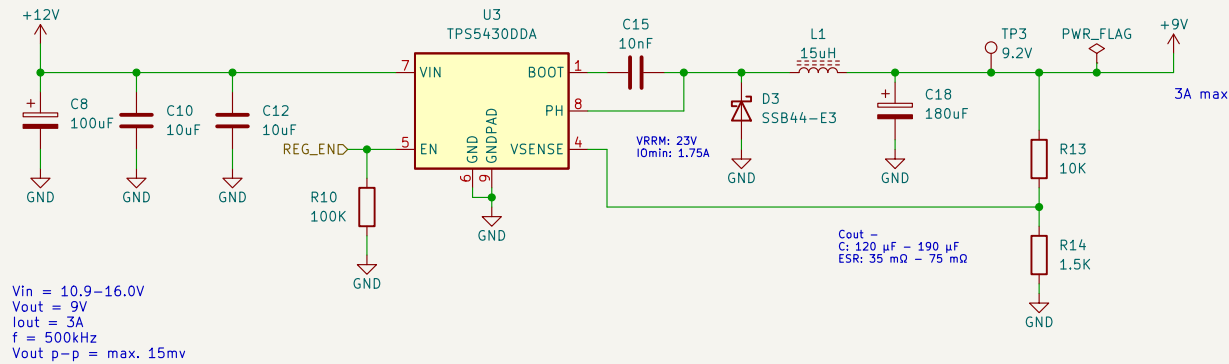 +12V
U3
TPS5430DDA
C15
10nF
L1
15uH
TP3
9.2V
PWR_FLAG
+9V
7
VIN
BOOT
1
PH
8
5
EN
VSENSE
4
GND
GNDPAD
6
9
C8
100uF
C10
10uF
C12
10uF
REG_EN
D3
SSB44-E3
C18
180uF
3A max
VRRM: 23V
IOmin: 1.75A
R13
10K
GND
GND
GND
R10
100K
GND
GND
GND
GND
Cout -
C: 120 µF - 190 µF
ESR: 35 mΩ - 75 mΩ
R14
1.5K
GND
GND
Vin = 10.9-16.0V
Vout = 9V
Iout = 3A
f = 500kHz
Vout p-p = max. 15mv